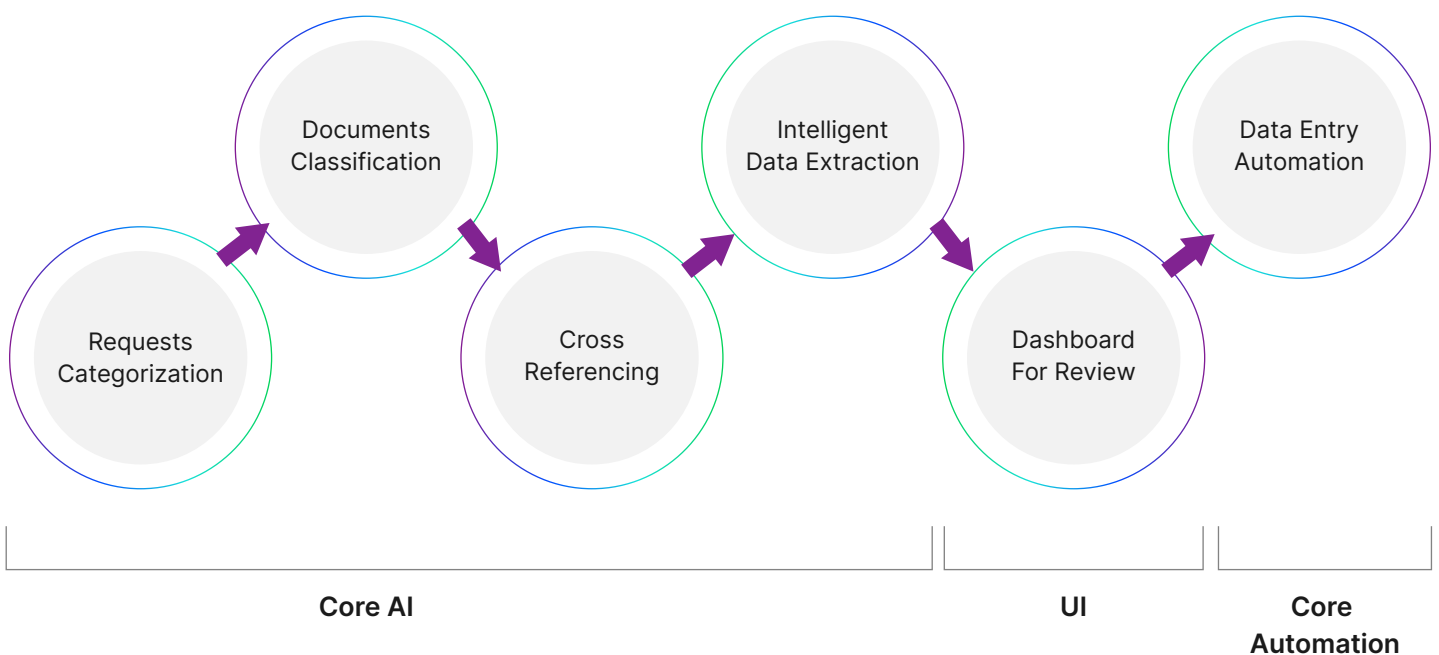 Requests
Categorization
Documents
Classification
Cross
Referencing
Intelligent
Data Extraction
Dashboard
For Review
Data Entry
Automation
Core AI
UI
Core
Automation